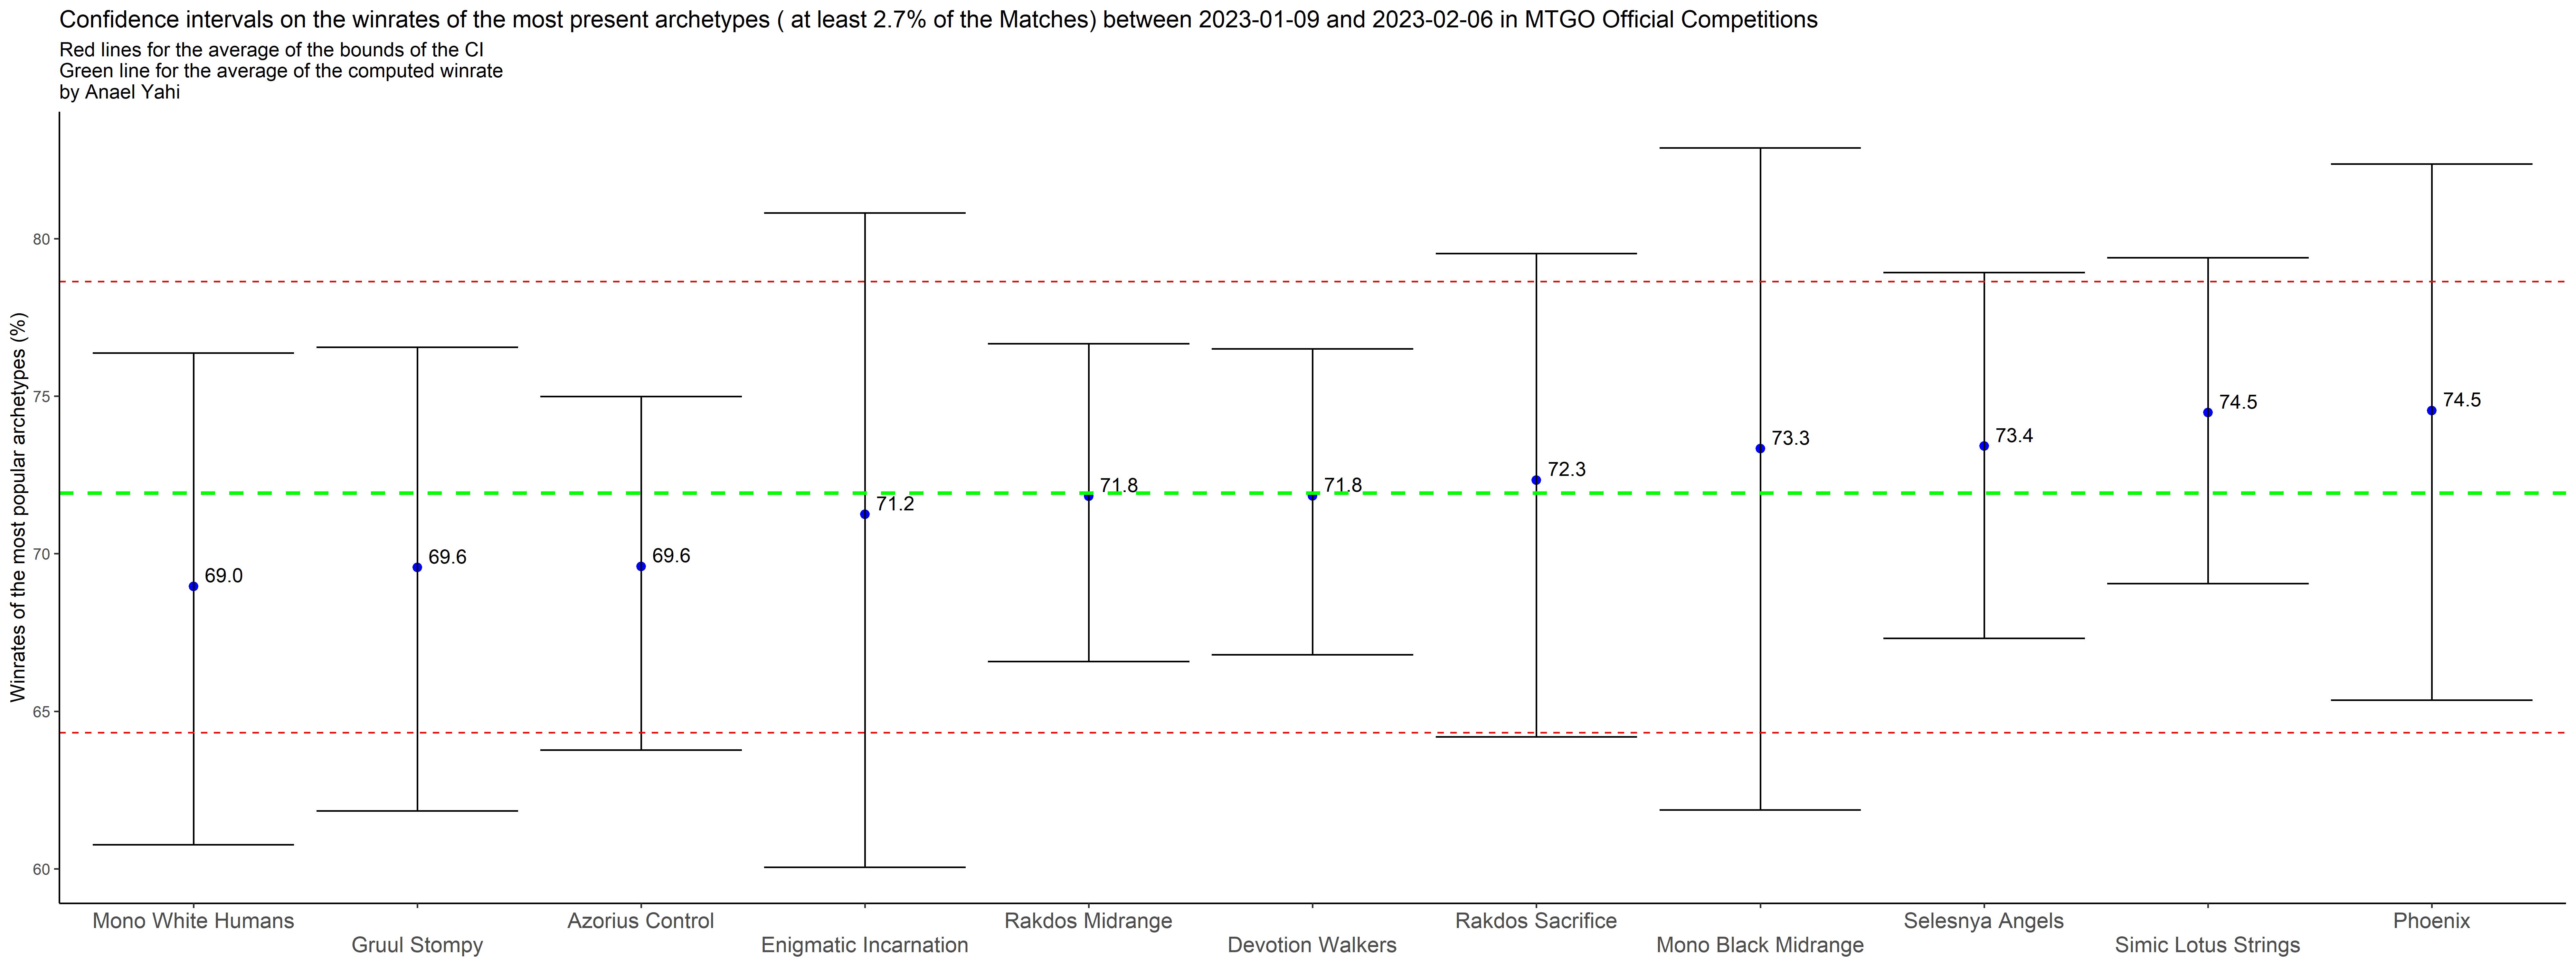 Confidence intervals on the winrates of the most present archetypes ( at least 2.7% of the Matches) between 2023-01-09 and 2023-02-06 in MTGO Official Competitions
Red lines for the average of the bounds of the CI
Green line for the average of the computed winrate
by Anael Yahi
Winrates of the most popular archetypes (%)
80
75
70
65
60
69.0
69.6
69.6
71.2
71.8
71.8
72.3
73.3
73.4
74.5
74.5
Mono White Humans
Gruul Stompy
Azorius Control
Enigmatic Incarnation
Rakdos Midrange
Devotion Walkers
Rakdos Sacrifice
Mono Black Midrange
Selesnya Angels
Simic Lotus Strings
Phoenix